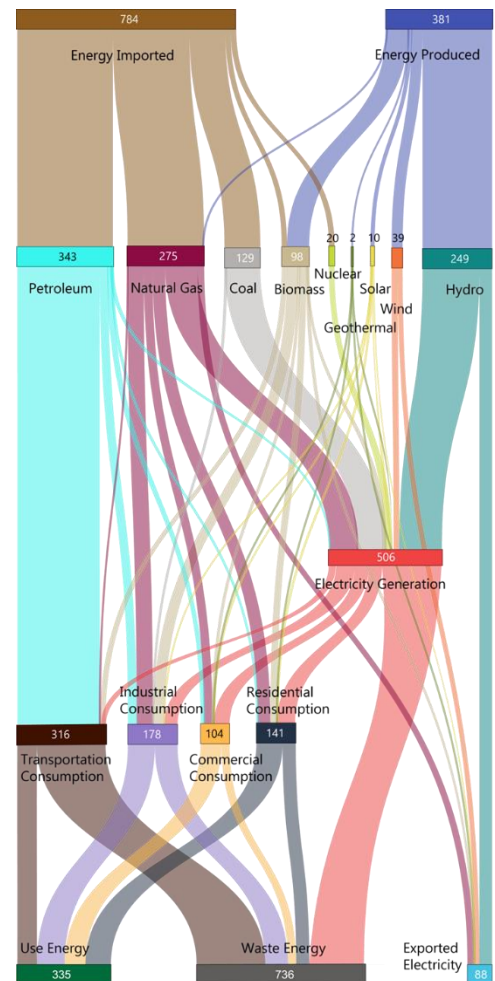 784
381
Energy Imported
Energy Produced
20
2
10
39
343
275
129
98
249
Petroleum
Natural Gas
Coal
Biomass
Nuclear
Solar
Hydro
Wind
Geothermal
506
Electricity Generation
Industrial
Consumption
Residential
Consumption
316
178
104
141
Transportation
Consumption
Commercial
Consumption
Use Energy
Waste Energy
Exported
Electricity
335
736
88